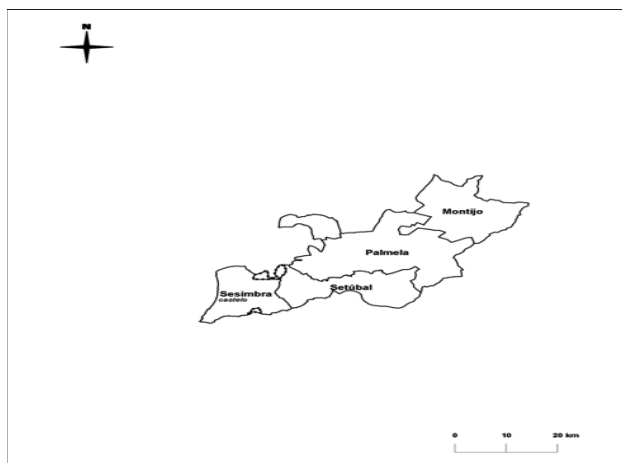 N
Montijo
Palmela
Setúbal
Sesimbra
castelo
0 10 20 km